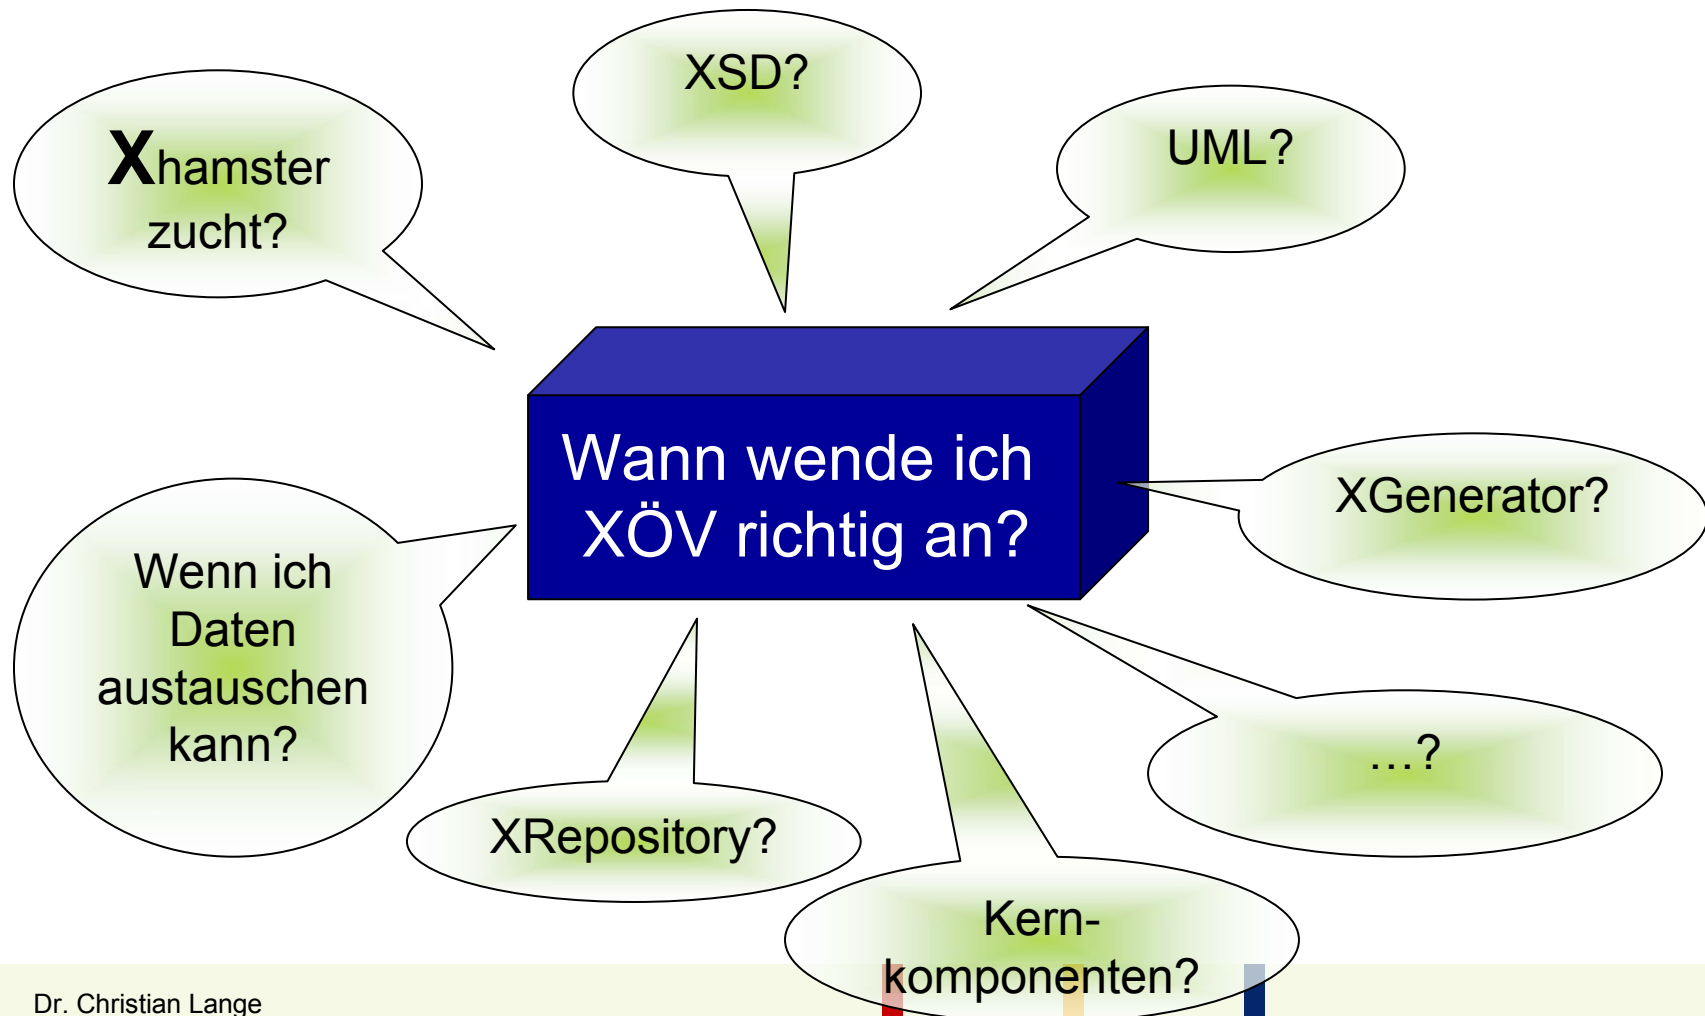 XSD?
Xhamster
zucht?
UML?
Wann wende ich
XÖV richtig an?
XGenerator?
Wenn ich
Daten
austauschen
kann?
…?
XRepository?
Kern-
komponenten?
Dr. Christian Lange